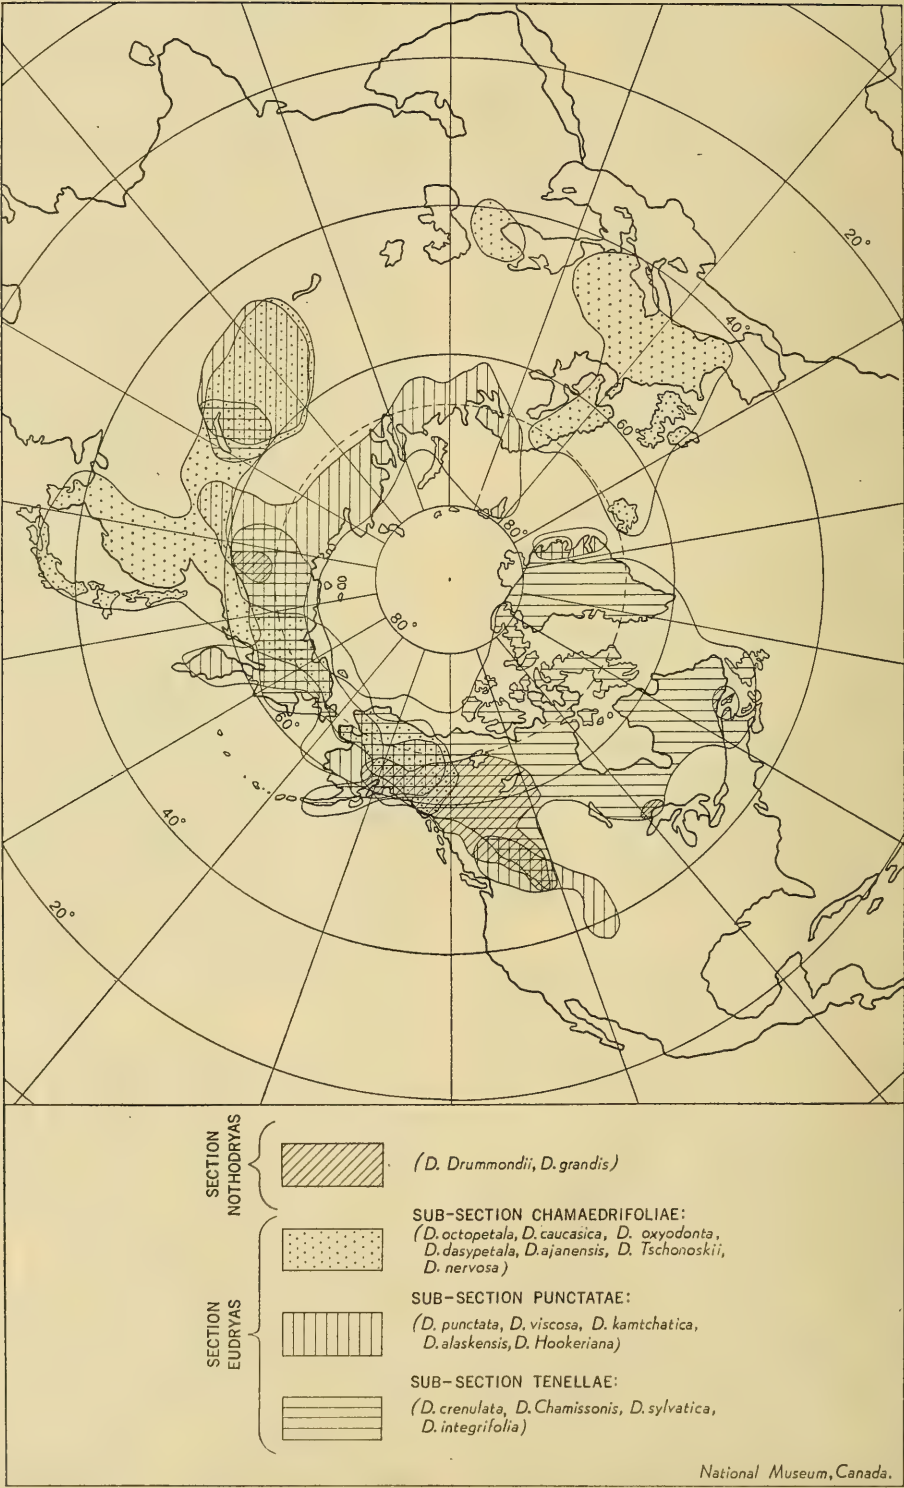 20°
40°
60°
80°
80°
60°
40°
20°
SECTION
NOTHODRYAS
(D. Drummondii, D. grandis)
SECTION
EUDRYAS
SUB-SECTION CHAMAEDRIFOLIAE:
(D. octopetala, D. caucasica, D. oxyodonta,
D. dasypetala, D. ajanensis, D. Tschonoskii,
D. nervosa)
SUB-SECTION PUNCTATAE:
(D. punctata, D. viscosa, D. kamtchatica,
D. alaskensis, D. Hookeriana)
SUB-SECTION TENELLAE:
(D. crenulata, D. Chamissonis, D. sylvatica,
D. integrifolia)
National Museum, Canada.